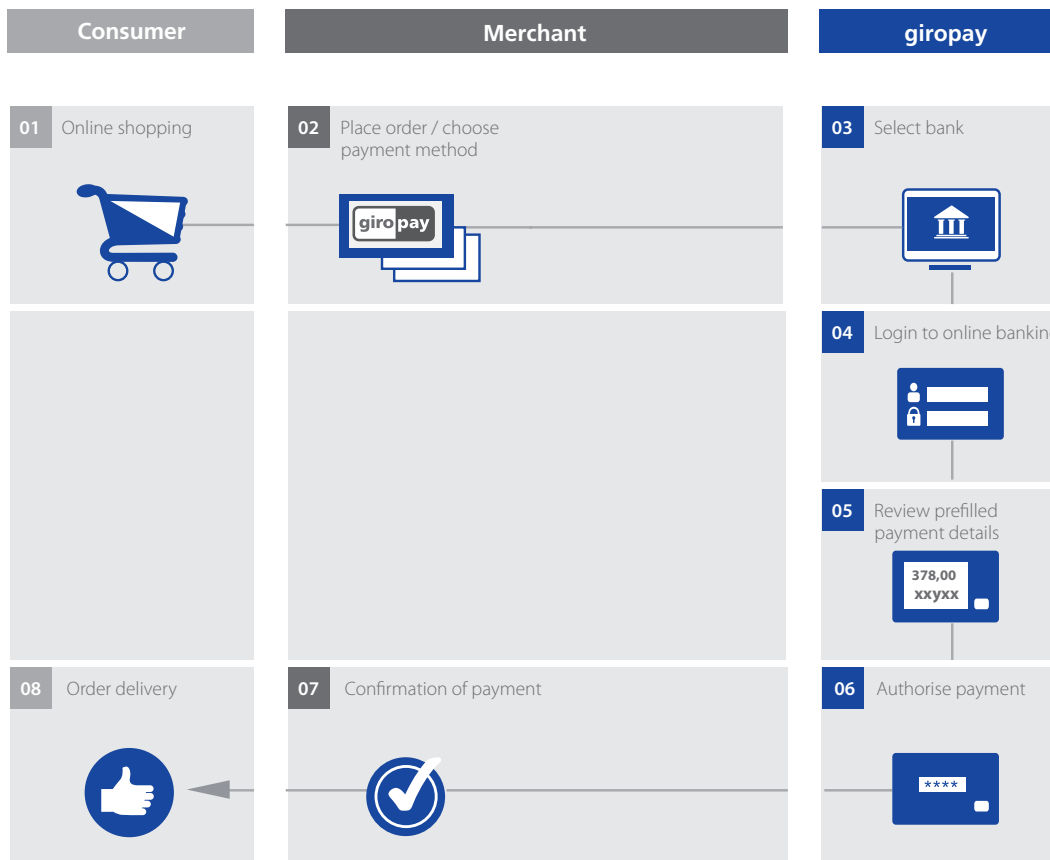 Consumer
Merchant
giropay
01 Online shopping
02 Place order / choose
payment method
giropay
03 Select bank
04 Login to online bankin
05 Review prefilled
payment details
378,00
xxyxx
08 Order delivery
07 Confirmation of payment
06 Authorise payment
****